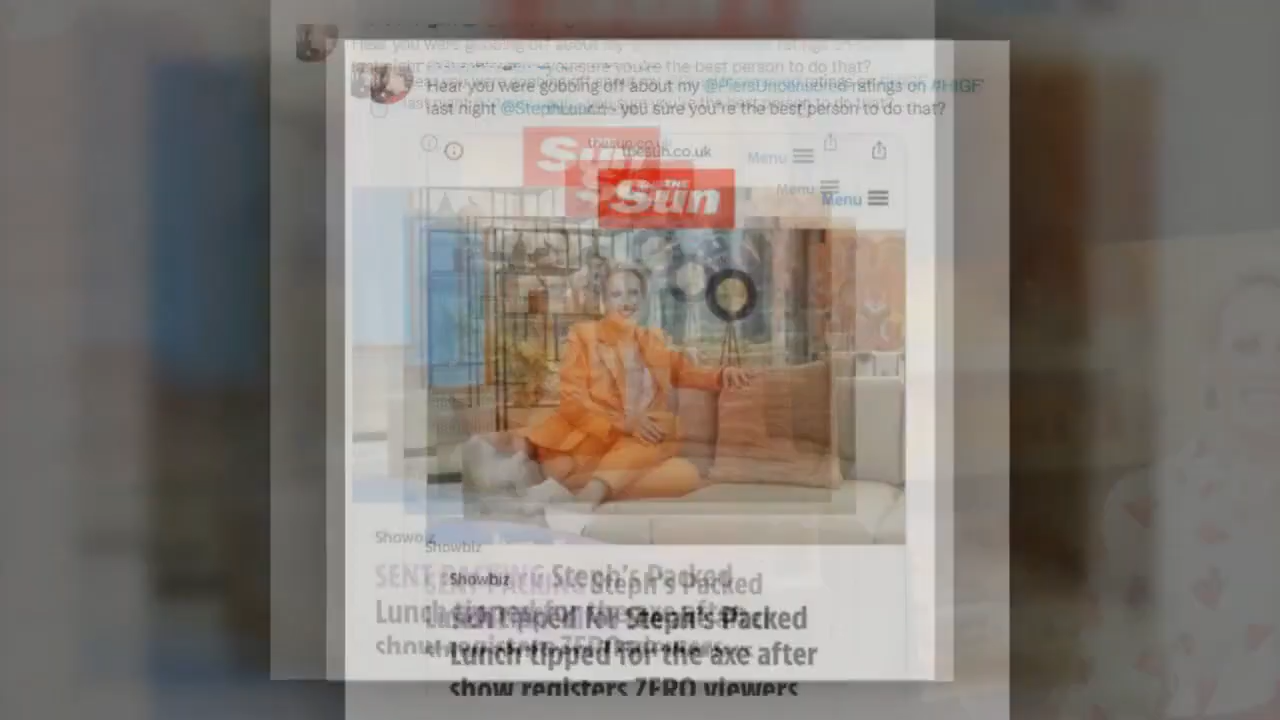 Hear you were gobbing off about my @PiersUncensored ratings on #HIGF
last night you sure you're the best person to do that?
thesun.co.uk
THE
Sun
Menu
Showbiz
SENT PACKING Steph's Packed
Lunch tipped for the axe after
show registers ZERO viewers